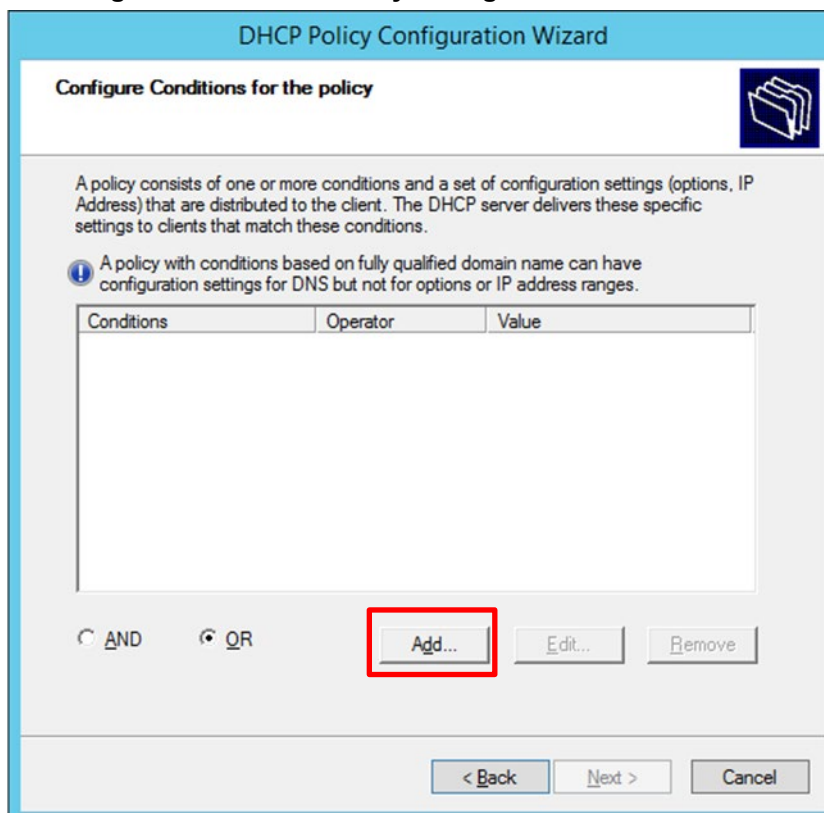 DHCP Policy Configuration Wizard
Configure Conditions for the policy
A policy consists of one or more conditions and a set of configuration settings (options, IP
Address) that are distributed to the client. The DHCP server delivers these specific
settings to clients that match these conditions.
A policy with conditions based on fully qualified domain name can have
configuration settings for DNS but not for options or IP address ranges.
Conditions Operator Value
AND OR Add... Edit... Remove
< Back Next > Cancel